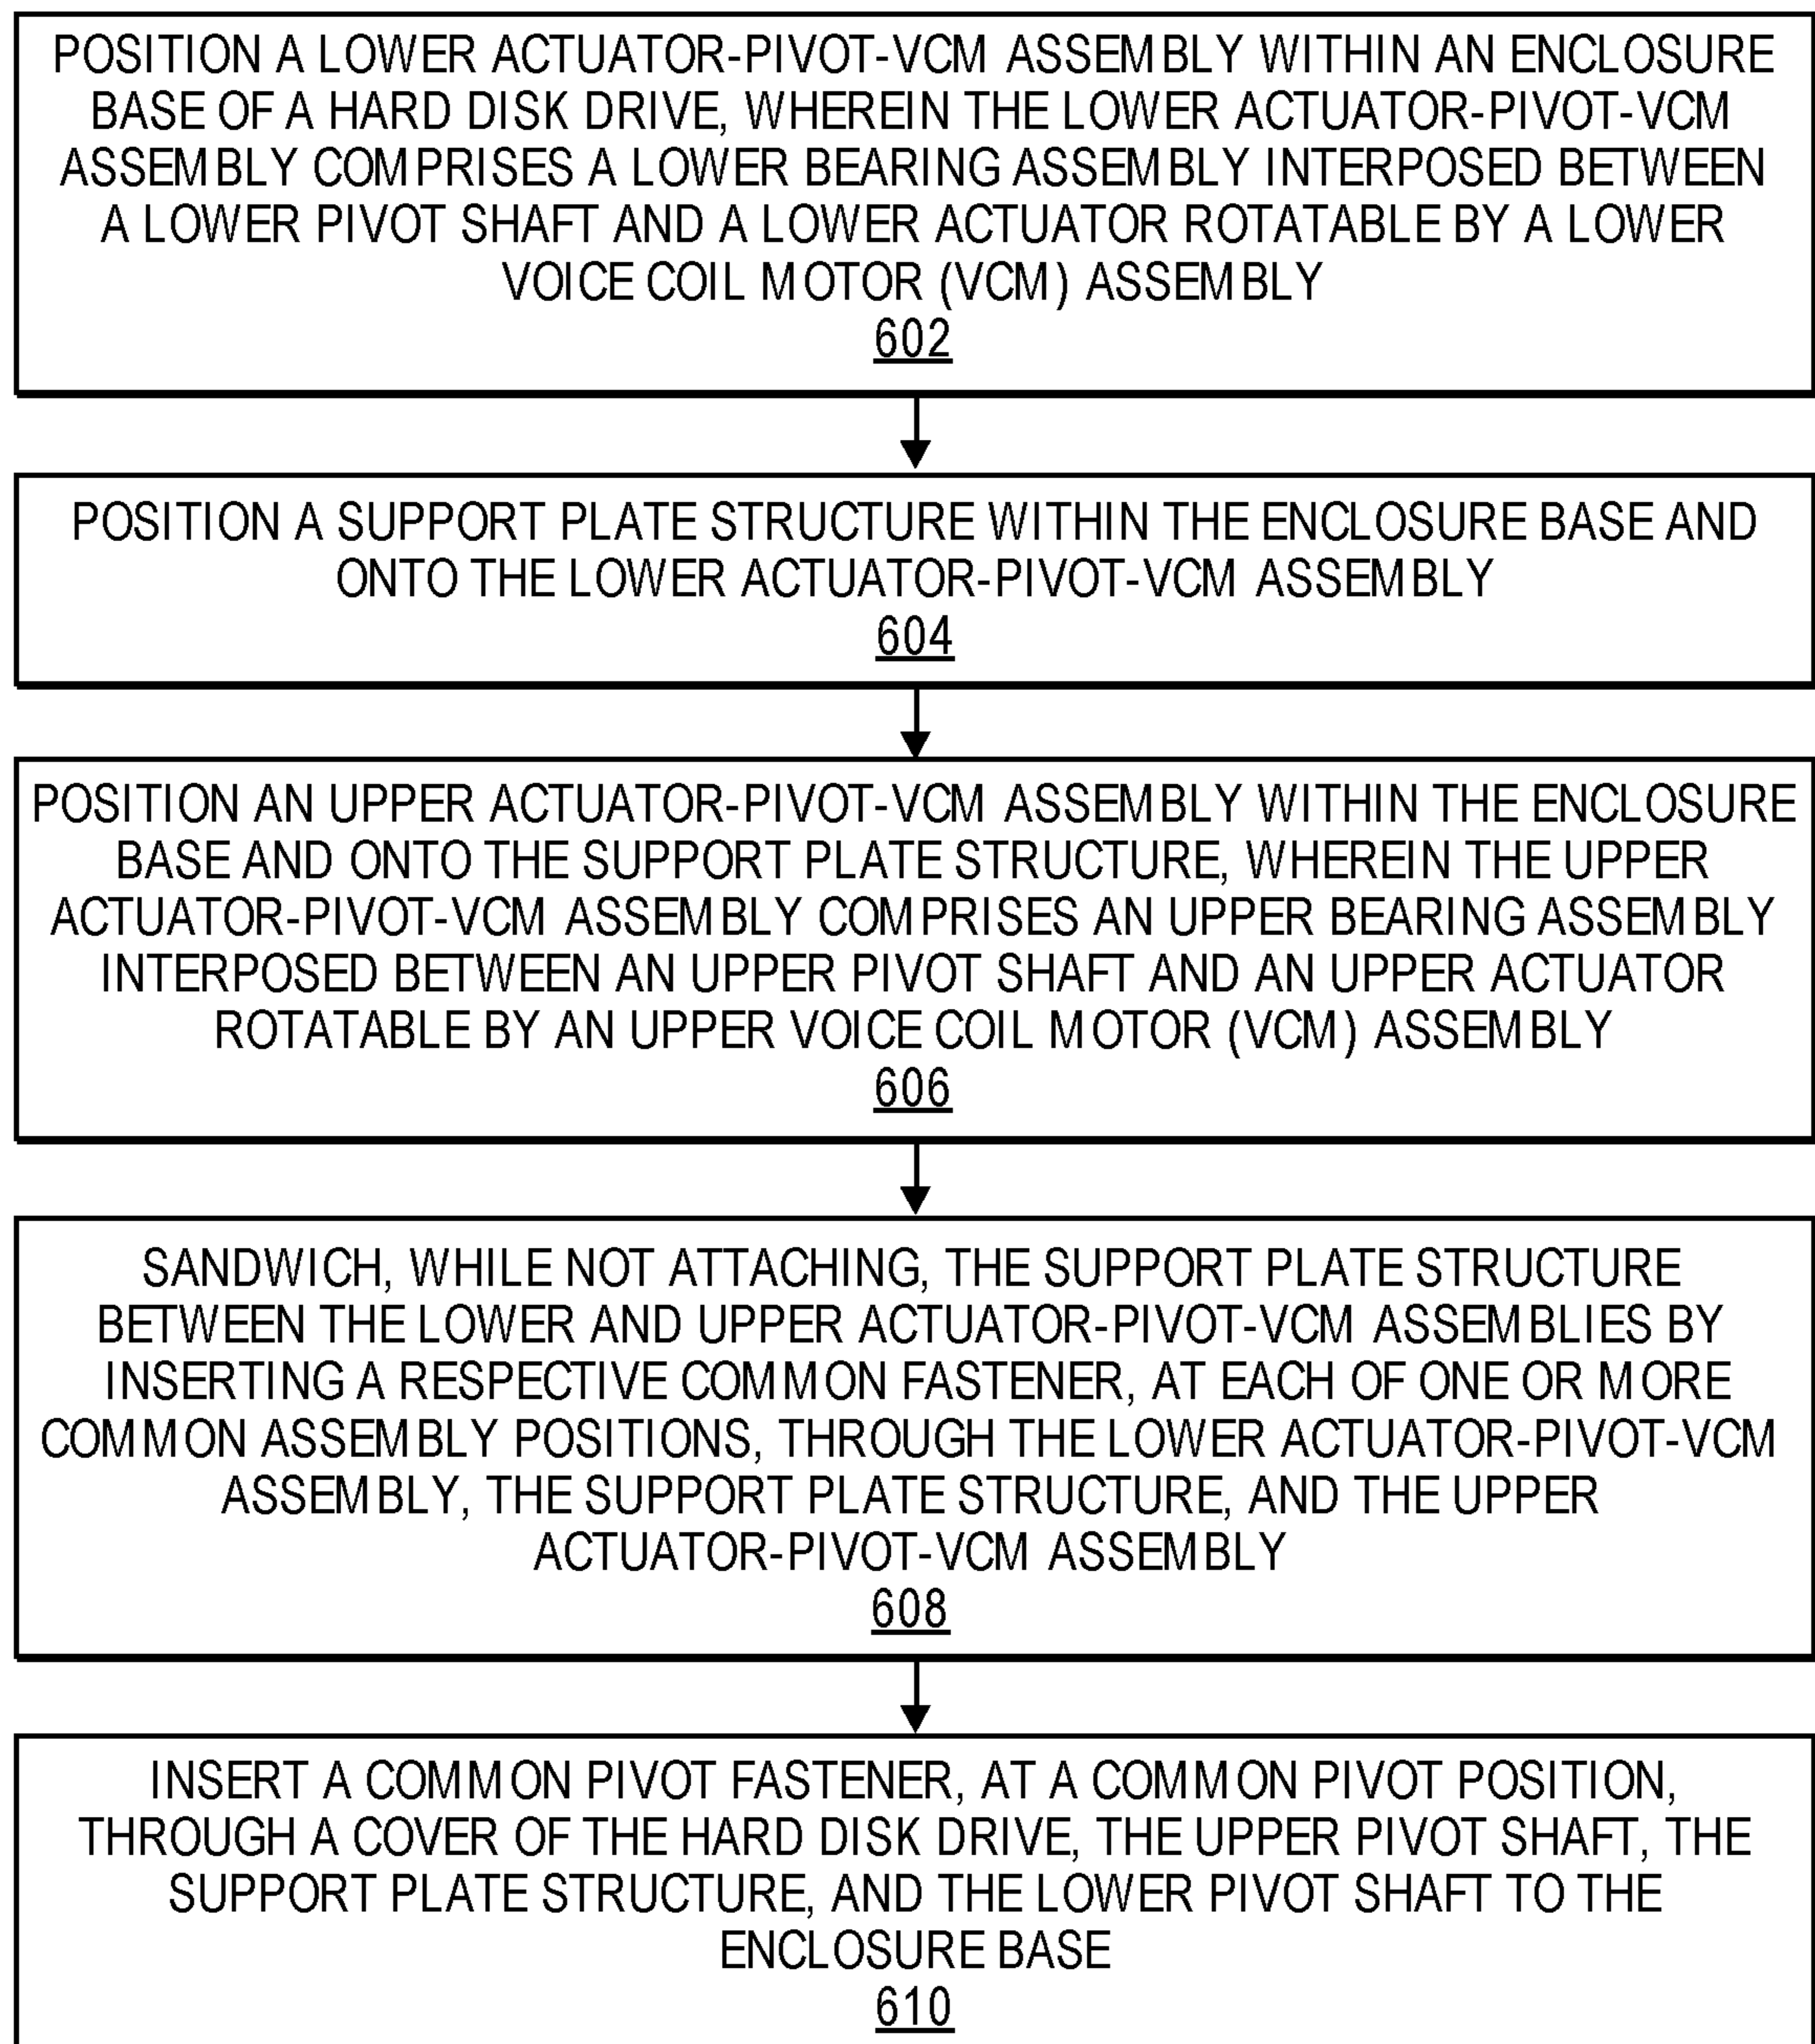 POSITION A LOWER ACTUATOR-PIVOT-VCM ASSEMBLY WITHIN AN ENCLOSURE
BASE OF A HARD DISK DRIVE, WHEREIN THE LOWER ACTUATOR-PIVOT-VCM
ASSEMBLY COMPRISES A LOWER BEARING ASSEMBLY INTERPOSED BETWEEN
A LOWER PIVOT SHAFT AND A LOWER ACTUATOR ROTATABLE BY A LOWER
VOICE COIL MOTOR (VCM) ASSEMBLY
602
POSITION A SUPPORT PLATE STRUCTURE WITHIN THE ENCLOSURE BASE AND
ONTO THE LOWER ACTUATOR-PIVOT-VCM ASSEMBLY
604
POSITION AN UPPER ACTUATOR-PIVOT-VCM ASSEMBLY WITHIN THE ENCLOSURE
BASE AND ONTO THE SUPPORT PLATE STRUCTURE, WHEREIN THE UPPER
ACTUATOR-PIVOT-VCM ASSEMBLY COMPRISES AN UPPER BEARING ASSEMBLY
INTERPOSED BETWEEN AN UPPER PIVOT SHAFT AND AN UPPER ACTUATOR
ROTATABLE BY AN UPPER VOICE COIL MOTOR (VCM) ASSEMBLY
606
SANDWICH, WHILE NOT ATTACHING, THE SUPPORT PLATE STRUCTURE
BETWEEN THE LOWER AND UPPER ACTUATOR-PIVOT-VCM ASSEMBLIES BY
INSERTING A RESPECTIVE COMMON FASTENER, AT EACH OF ONE OR MORE
COMMON ASSEMBLY POSITIONS, THROUGH THE LOWER ACTUATOR-PIVOT-VCM
ASSEMBLY, THE SUPPORT PLATE STRUCTURE, AND THE UPPER
ACTUATOR-PIVOT-VCM ASSEMBLY
608
INSERT A COMMON PIVOT FASTENER, AT A COMMON PIVOT POSITION,
THROUGH A COVER OF THE HARD DISK DRIVE, THE UPPER PIVOT SHAFT, THE
SUPPORT PLATE STRUCTURE, AND THE LOWER PIVOT SHAFT TO THE
ENCLOSURE BASE
610